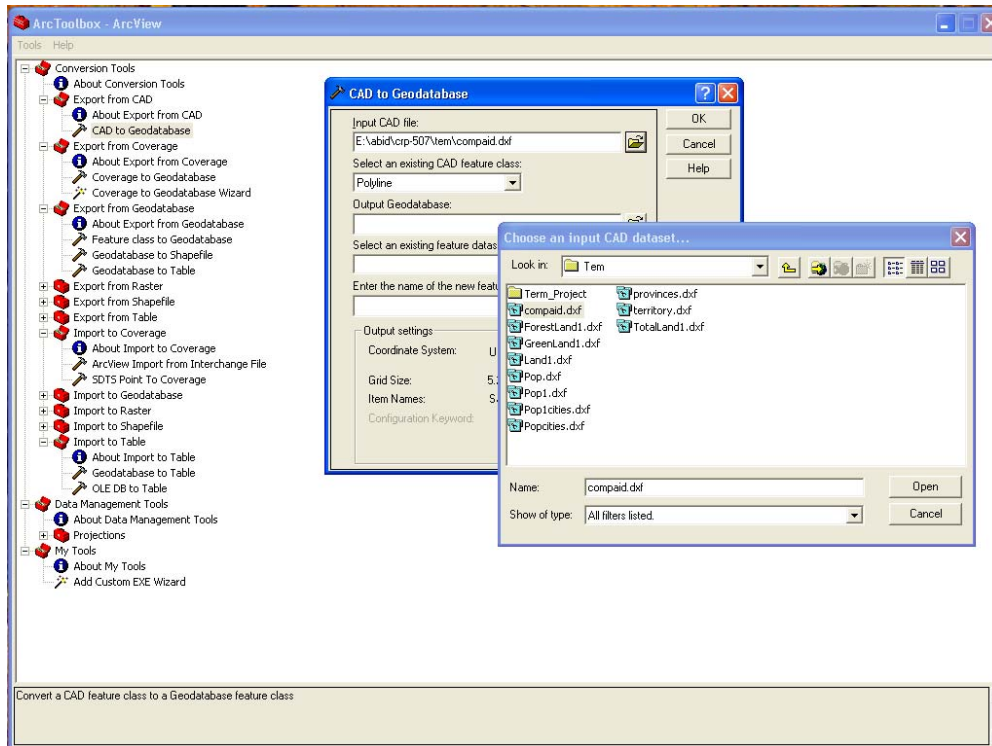 ArcToolbox - ArcView
Tools Help
Conversion Tools
About Conversion Tools
Export from CAD
About Export from CAD
CAD to Geodatabase
Export from Coverage
About Export from Coverage
Coverage to Geodatabase
Coverage to Geodatabase Wizard
Export from Geodatabase
About Export from Geodatabase
Feature class to Geodatabase
Geodatabase to Shapefile
Geodatabase to Table
Export from Raster
Export from Shapefile
Export from Table
Import to Coverage
About Import to Coverage
ArcView Import from Interchange File
SDTS Point To Coverage
Import to Geodatabase
Import to Raster
Import to Shapefile
Import to Table
About Import to Table
Geodatabase to Table
OLE DB to Table
Data Management Tools
About Data Management Tools
Projections
My Tools
About My Tools
Add Custom EXE Wizard
CAD to Geodatabase
Input CAD file:
E:\abid\crp-507\tem\compaid.dxf
Select an existing CAD feature class:
Polyline
Output Geodatabase:
Select an existing feature datas
Enter the name of the new featu
Output settings
Coordinate System: U
Grid Size: 5.2
Item Names:
Configuration Keyword:
OK
Cancel
Help
Choose an input CAD dataset...
Look in: Tem
Term_Project
compaid.dxf
ForestLand1.dxf
GreenLand1.dxf
Land1.dxf
Pop.dxf
Pop1.dxf
Pop1cities.dxf
Popcities.dxf
provinces.dxf
territory.dxf
TotalLand1.dxf
Name: compaid.dxf
Open
Show of type: All filters listed.
Cancel
Convert a CAD feature class to a Geodatabase feature class